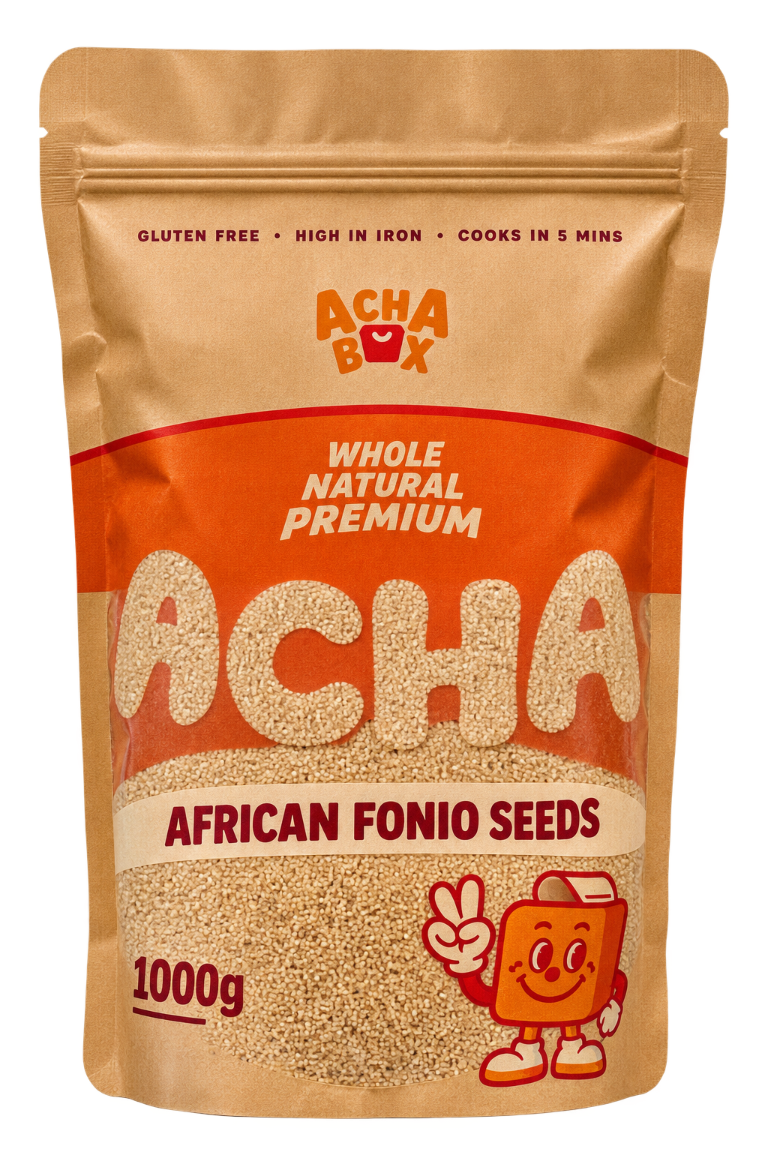 GLUTEN FREE • HIGH IN IRON • COOKS IN 5 MINS
ACHA
BOX
WHOLE
NATURAL
PREMIUM
ACHA
AFRICAN FONIO SEEDS
1000g